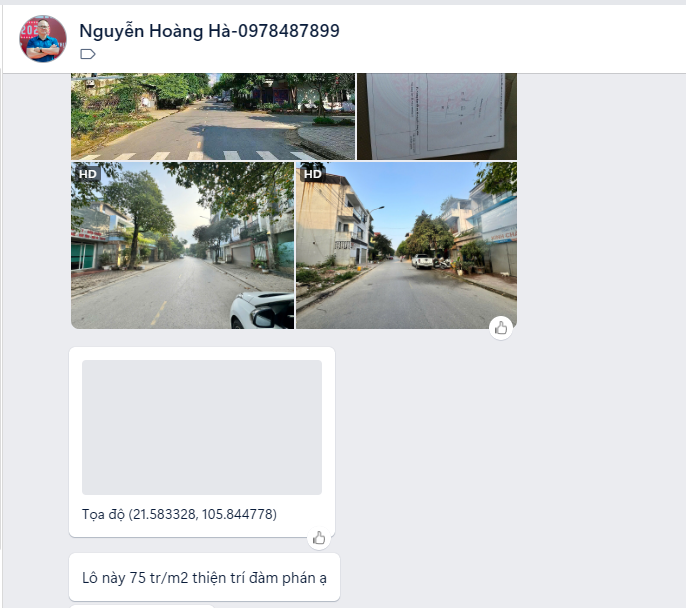 Nguyễn Hoàng Hà-0978487899
HD
HD
Tọa độ (21.583328, 105.844778)
Lô này 75 tr/m2 thiện trí đàm phán ạ